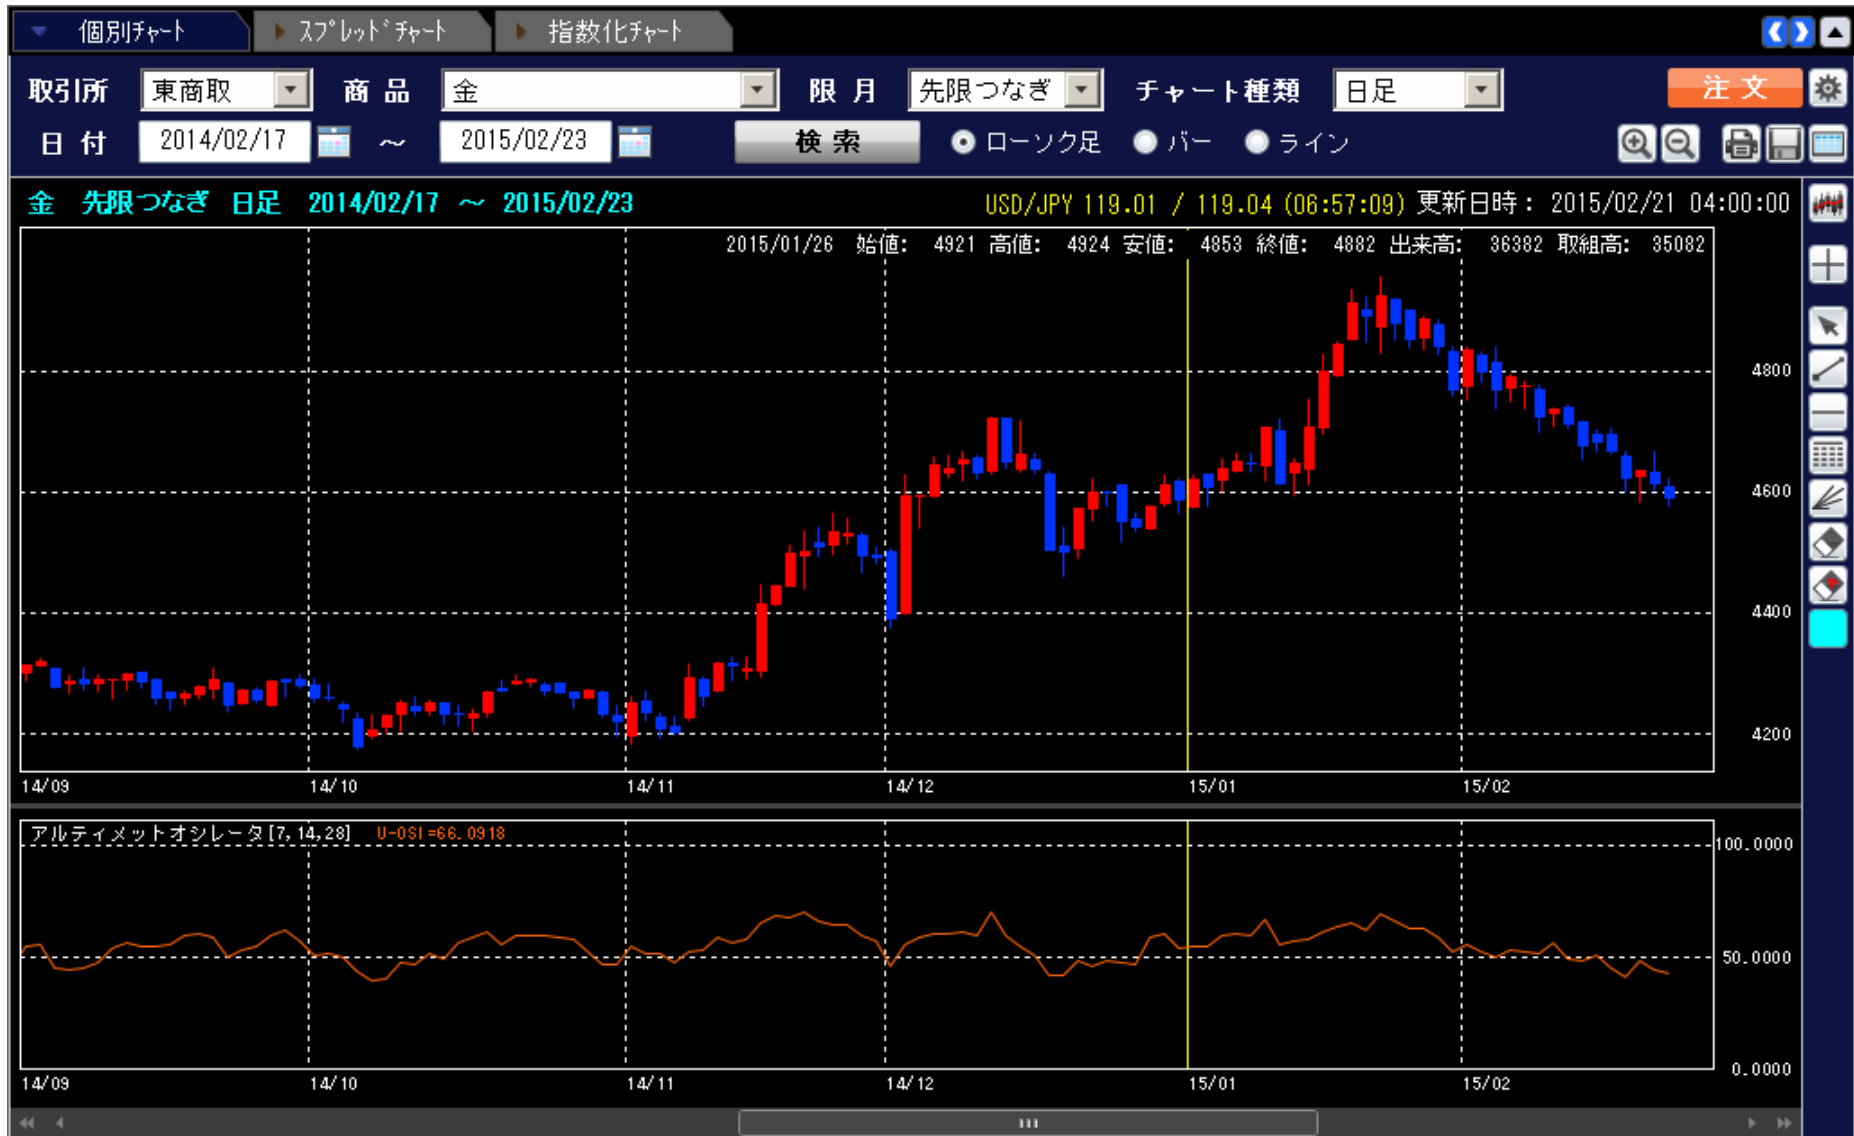 個別ﾁｬｰﾄ ｽﾌﾟﾚｯﾄﾞﾁｬｰﾄ 指数化ﾁｬｰﾄ
取引所 東商取 商 品 金 限 月 先限つなぎ チャート種類 日足 注 文
日 付 2014/02/17 ～ 2015/02/23 検 索 ローソク足 バー ライン
金 先限つなぎ 日足 2014/02/17 ～ 2015/02/23 USD/JPY 119.01 / 119.04 (06:57:09) 更新日時： 2015/02/21 04:00:00
2015/01/26 始値: 4921 高値: 4924 安値: 4853 終値: 4882 出来高: 36382 取組高: 35082
4800
4600
4400
4200
14/09 14/10 14/11 14/12 15/01 15/02
アルティメットオシレータ[7,14,28] U-OSI=66.0918
100.0000
50.0000
0.0000
14/09 14/10 14/11 14/12 15/01 15/02